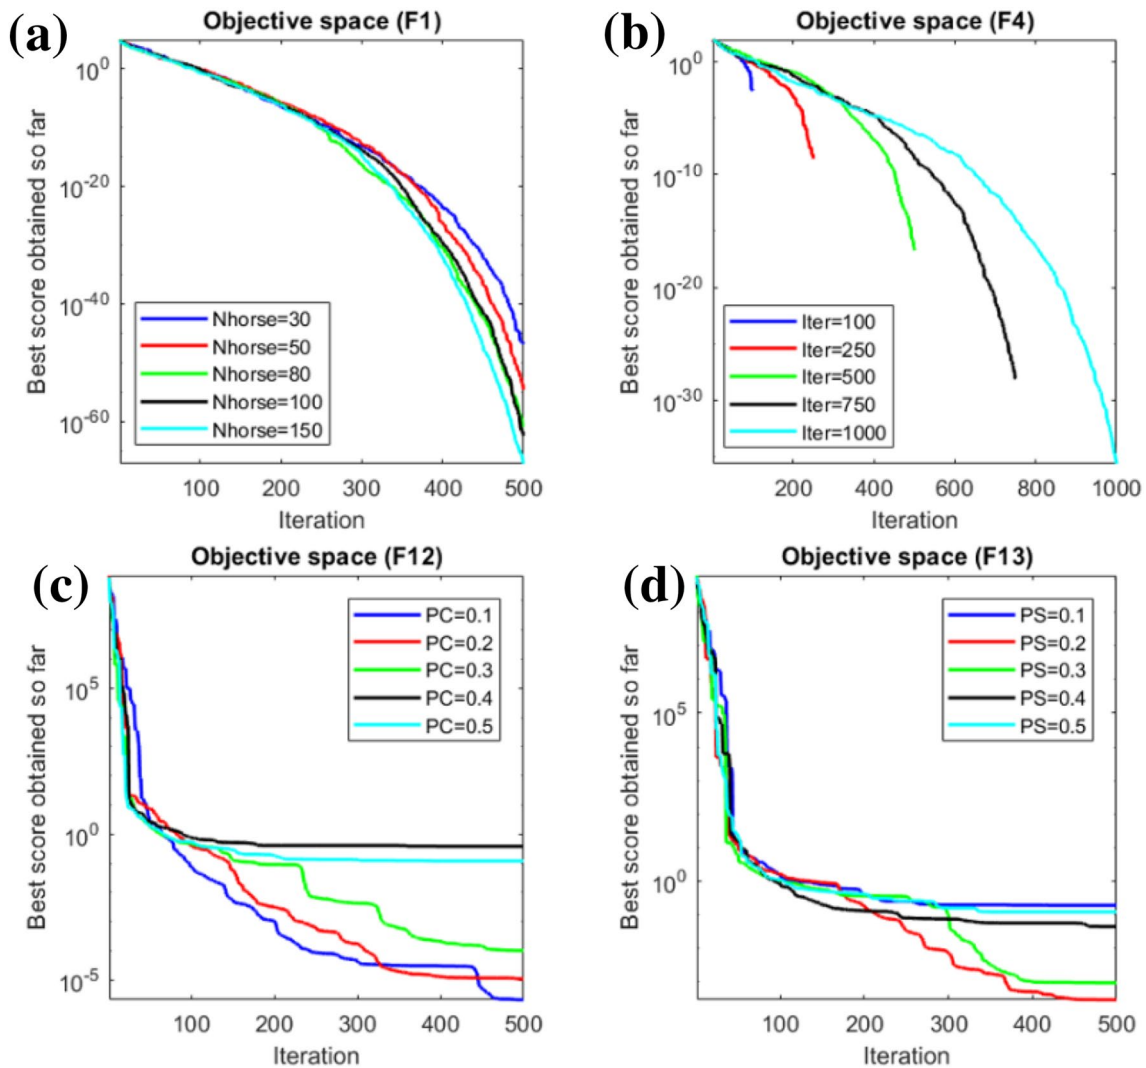 (a)
Objective space (F1)
Best score obtained so far
10^0
10^-20
10^-40
10^-60
Nhorse=30
Nhorse=50
Nhorse=80
Nhorse=100
Nhorse=150
100 200 300 400 500
Iteration
(b)
Objective space (F4)
Best score obtained so far
10^0
10^-10
10^-20
10^-30
Iter=100
Iter=250
Iter=500
Iter=750
Iter=1000
200 400 600 800 1000
Iteration
(c)
Objective space (F12)
Best score obtained so far
10^5
10^0
10^-5
PC=0.1
PC=0.2
PC=0.3
PC=0.4
PC=0.5
100 200 300 400 500
Iteration
(d)
Objective space (F13)
Best score obtained so far
10^5
10^0
PS=0.1
PS=0.2
PS=0.3
PS=0.4
PS=0.5
100 200 300 400 500
Iteration